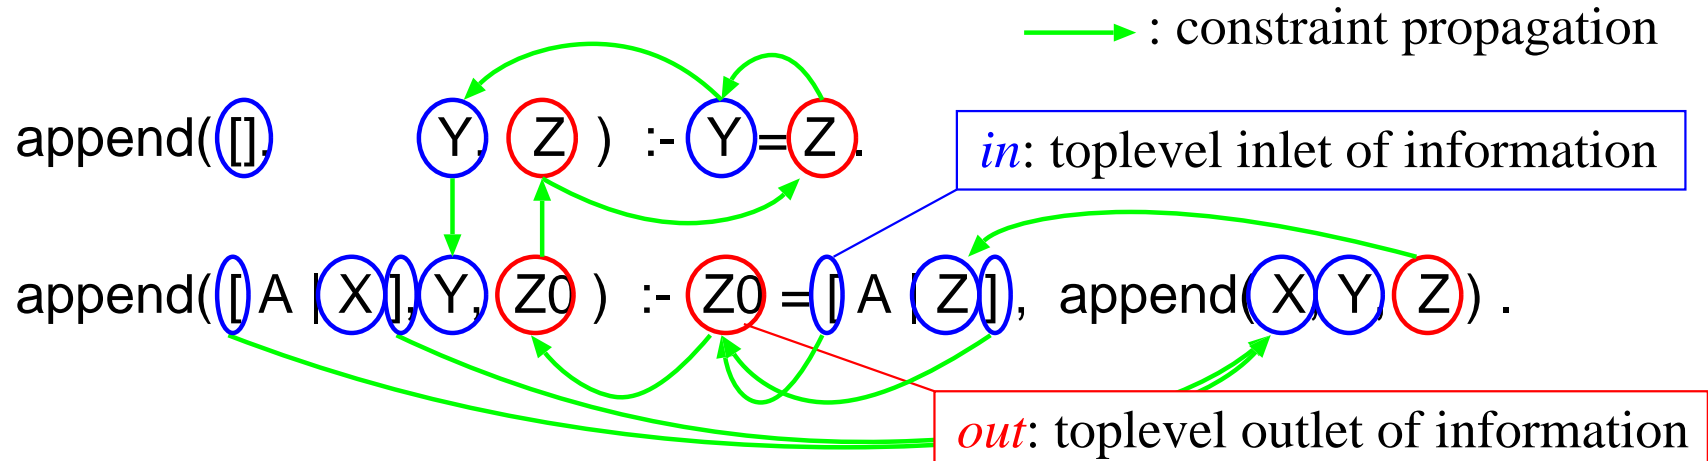 : constraint propagation
append([], Y, Z ) :- Y=Z .
in: toplevel inlet of information
append([ A | X ], Y, Z0 ) :- Z0 =[ A | Z ], append(X, Y, Z ) .
out: toplevel outlet of information